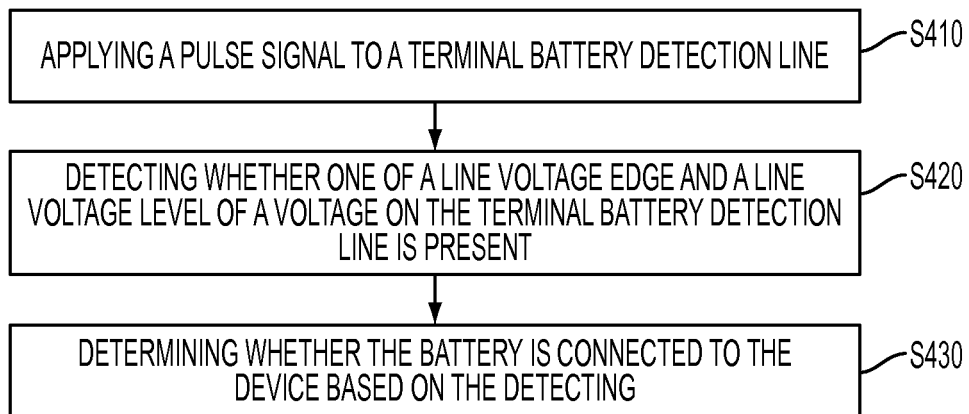 APPLYING A PULSE SIGNAL TO A TERMINAL BATTERY DETECTION LINE
S410
DETECTING WHETHER ONE OF A LINE VOLTAGE EDGE AND A LINE
VOLTAGE LEVEL OF A VOLTAGE ON THE TERMINAL BATTERY DETECTION
LINE IS PRESENT
S420
DETERMINING WHETHER THE BATTERY IS CONNECTED TO THE
DEVICE BASED ON THE DETECTING
S430